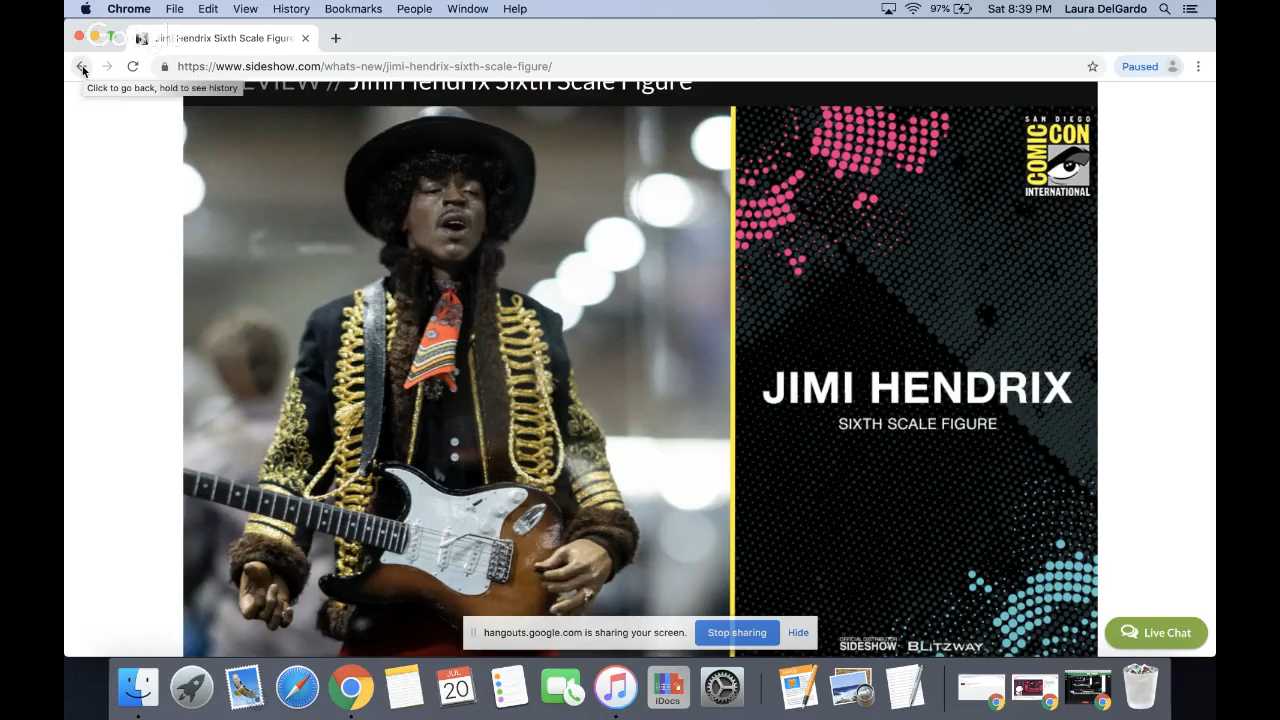 Chrome File Edit View History Bookmarks People Window Help 97% Sat 8:39 PM Laura DelGardo
Google
Jimi Hendrix Sixth Scale Figure
https://www.sideshow.com/whats-new/jimi-hendrix-sixth-scale-figure/ Paused
Click to go back, hold to see history
// Jimi Hendrix Sixth Scale Figure
SAN DIEGO
COMIC CON
INTERNATIONAL
JIMI HENDRIX
SIXTH SCALE FIGURE
hangouts.google.com is sharing your screen. Stop sharing Hide
Live Chat
OFFICIAL DISTRIBUTOR
SIDESHOW BLITZWAY
JUL
20
iDocs